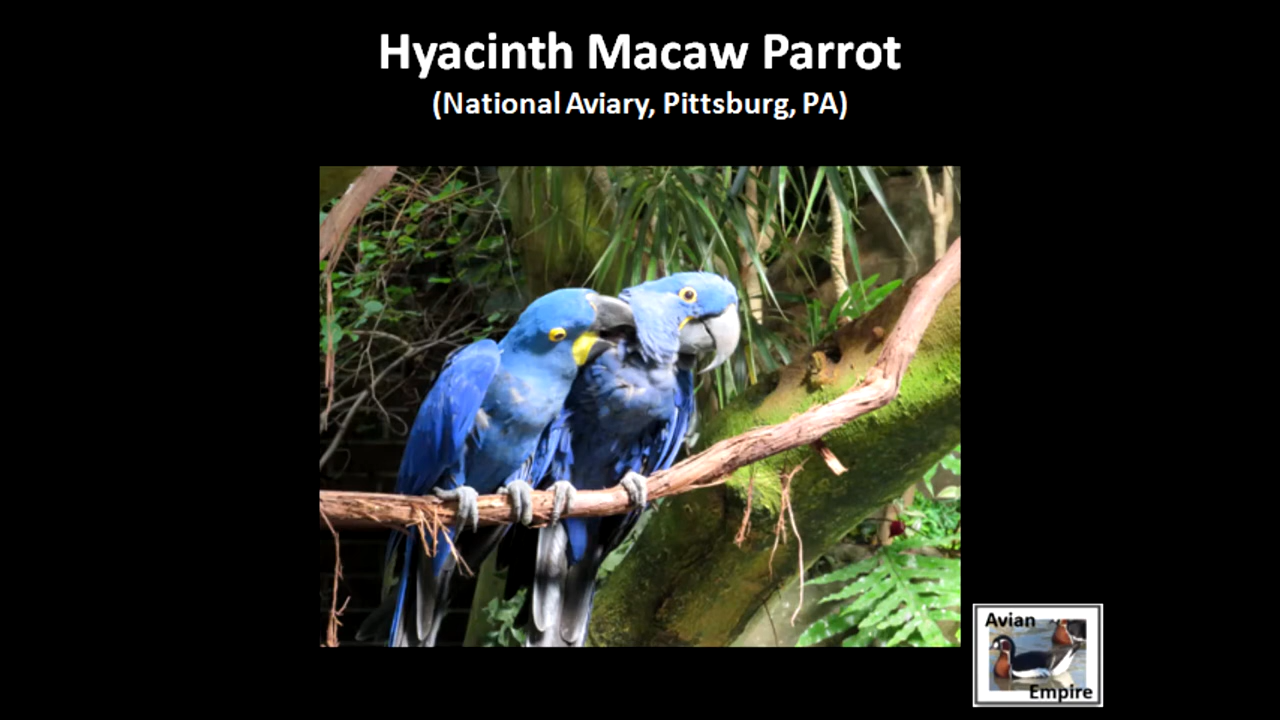 Hyacinth Macaw Parrot
(National Aviary, Pittsburg, PA)
Avian
Empire